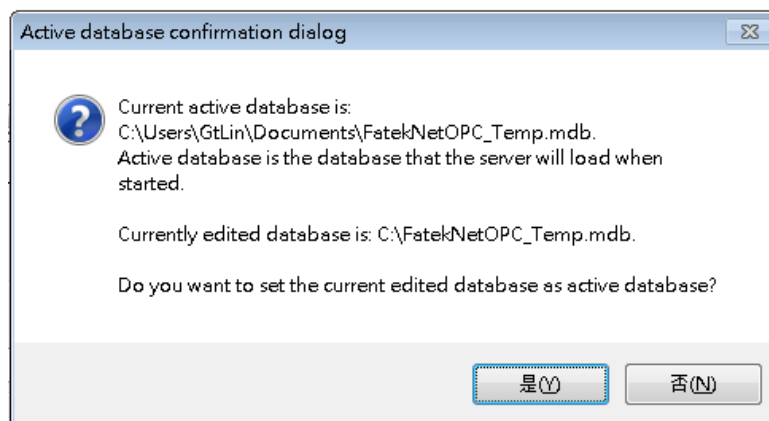 Active database confirmation dialog
Current active database is:
C:\Users\GtLin\Documents\FatekNetOPC_Temp.mdb.
Active database is the database that the server will load when
started.
Currently edited database is: C:\FatekNetOPC_Temp.mdb.
Do you want to set the current edited database as active database?
是(Y) 否(N)